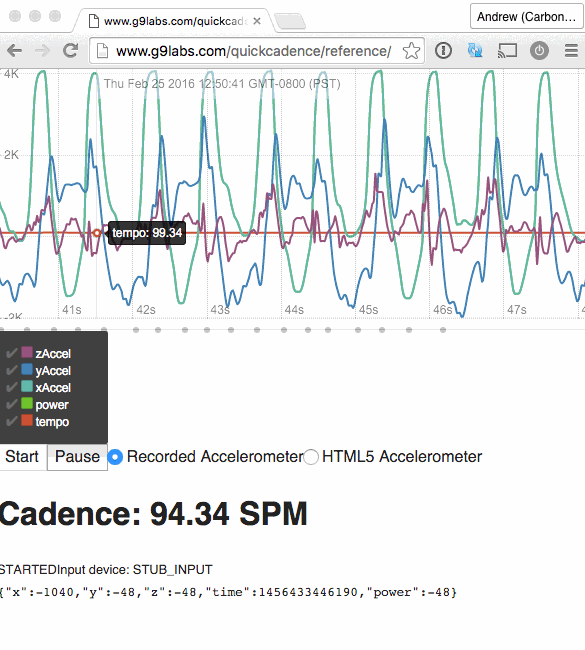 www.g9labs.com/quickcade
Andrew (Carbon...
www.g9labs.com/quickcadence/reference/
4K
Thu Feb 25 2016 12:50:41 GMT-0800 (PST)
2K
tempo: 99.34
41s
42s
43s
44s
45s
46s
47s
-2K
zAccel
yAccel
xAccel
power
tempo
Start
Pause
Recorded Accelerometer
HTML5 Accelerometer
Cadence: 94.34 SPM
STARTEDInput device: STUB_INPUT
{"x":-1040,"y":-48,"z":-48,"time":1456433446190,"power":-48}